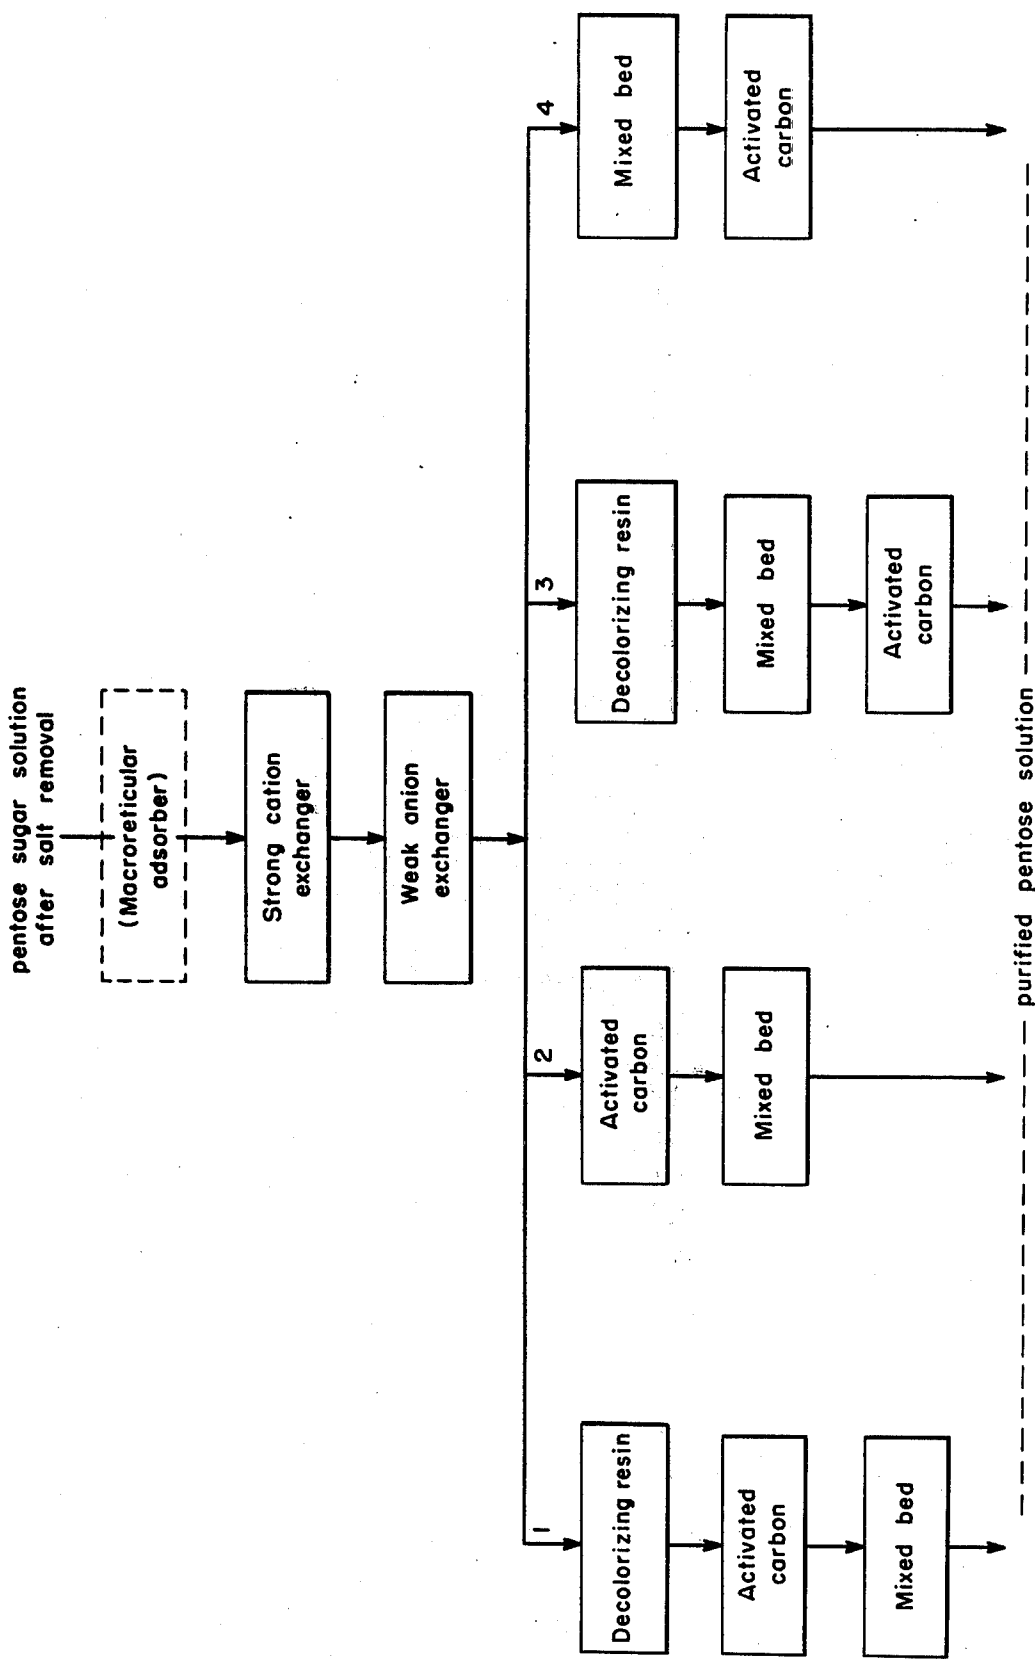 pentose sugar solution
after salt removal
(Macroreticular
adsorber)
Strong cation
exchanger
Weak anion
exchanger
1
Decolorizing resin
Activated
carbon
Mixed bed
2
Activated
carbon
Mixed bed
3
Decolorizing resin
Mixed bed
Activated
carbon
4
Mixed bed
Activated
carbon
purified pentose solution